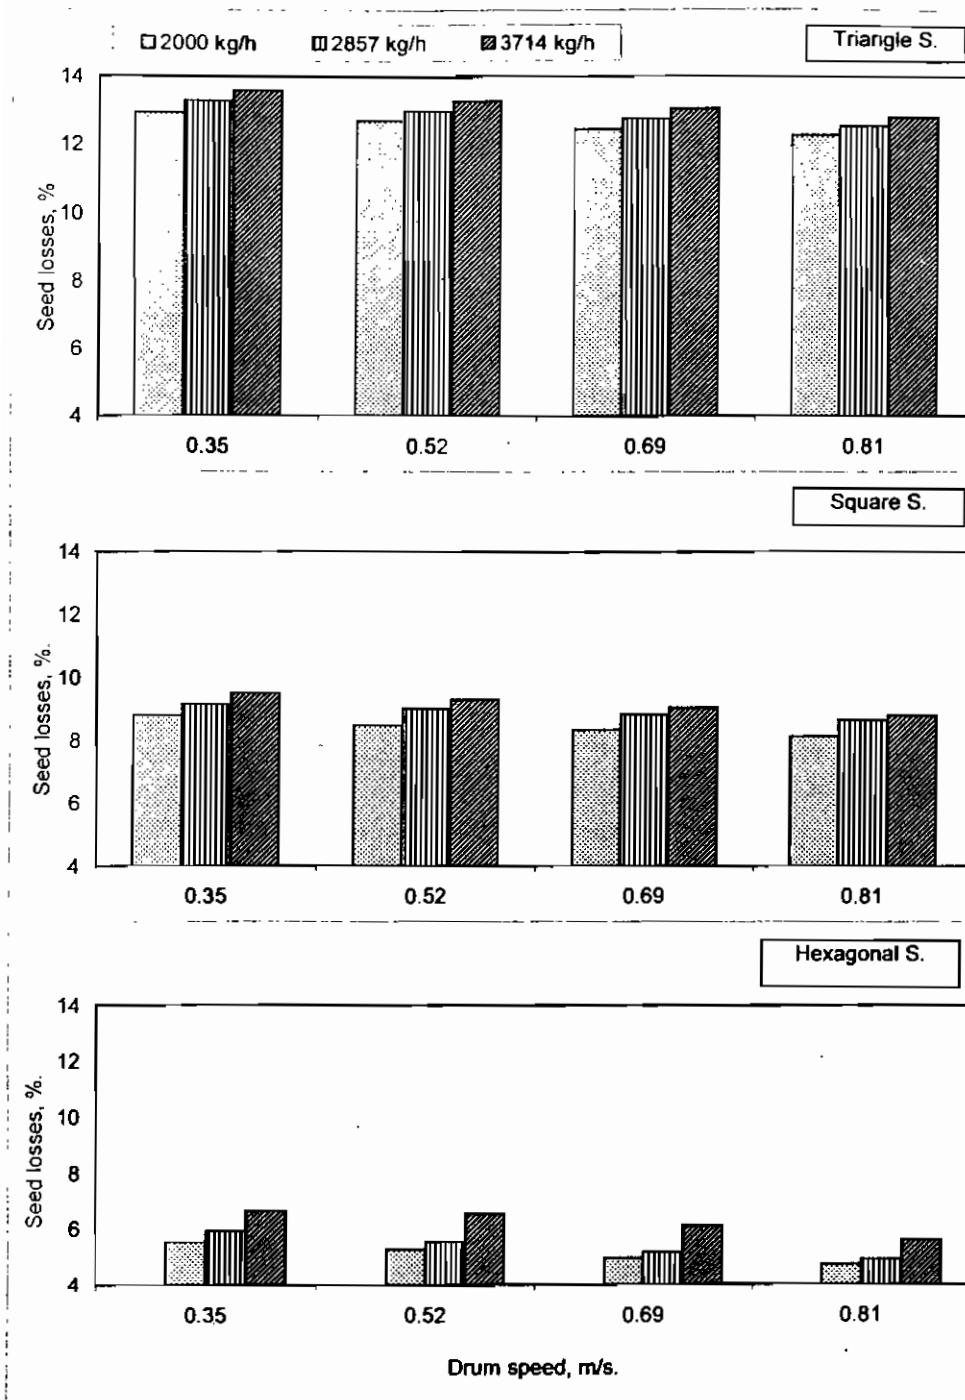 2000 kg/h 2857 kg/h 3714 kg/h
Triangle S.
Seed losses, %
14
12
10
8
6
4
0.35 0.52 0.69 0.81
Square S.
Seed losses, %.
14
12
10
8
6
4
0.35 0.52 0.69 0.81
Hexagonal S.
Seed losses, %.
14
12
10
8
6
4
0.35 0.52 0.69 0.81
Drum speed, m/s.